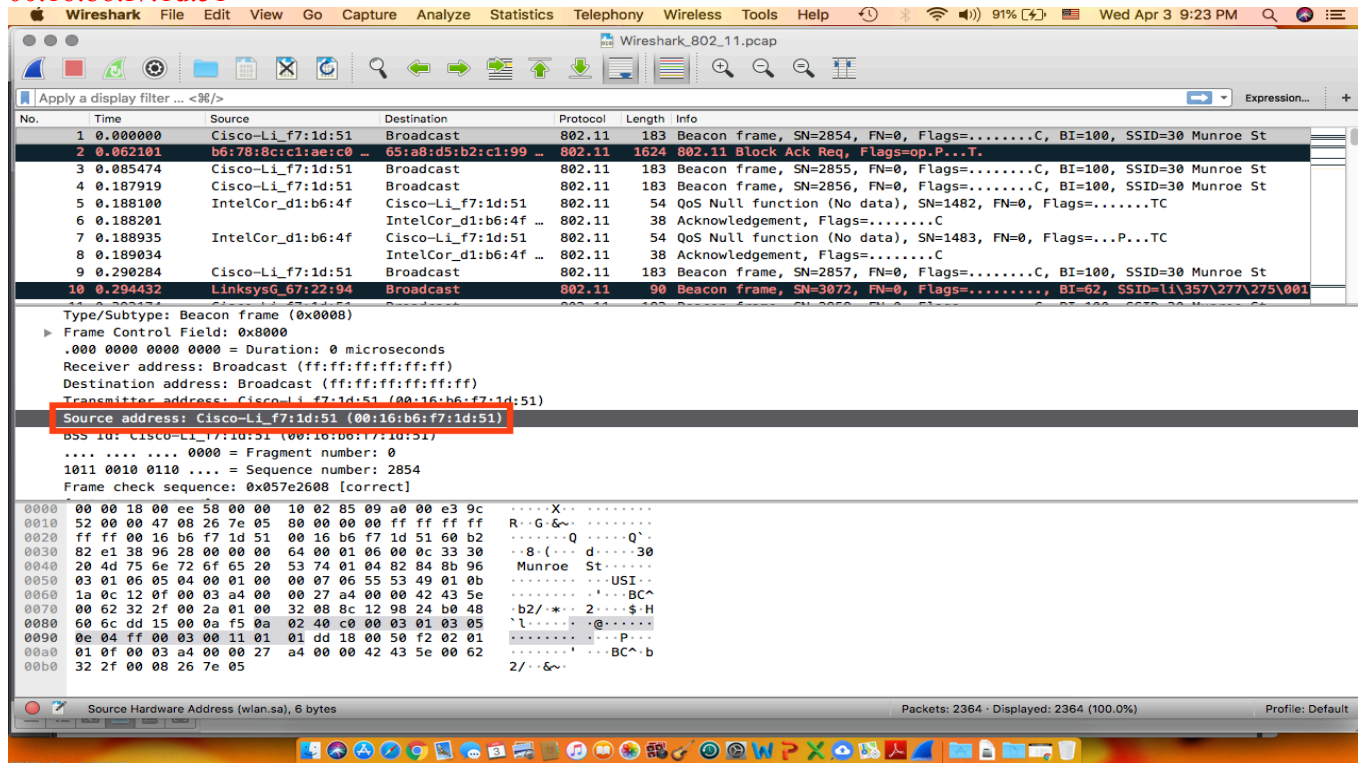 Wireshark File Edit View Go Capture Analyze Statistics Telephony Wireless Tools Help 91% Wed Apr 3 9:23 PM
Wireshark_802_11.pcap
Apply a display filter ... <⌘/> Expression... +
No. Time Source Destination Protocol Length Info
1 0.000000 Cisco-Li_f7:1d:51 Broadcast 802.11 183 Beacon frame, SN=2854, FN=0, Flags=........C, BI=100, SSID=30 Munroe St
2 0.062101 b6:78:8c:c1:ae:c0 … 65:a8:d5:b2:c1:99 … 802.11 1624 802.11 Block Ack Req, Flags=op.P...T.
3 0.085474 Cisco-Li_f7:1d:51 Broadcast 802.11 183 Beacon frame, SN=2855, FN=0, Flags=........C, BI=100, SSID=30 Munroe St
4 0.187919 Cisco-Li_f7:1d:51 Broadcast 802.11 183 Beacon frame, SN=2856, FN=0, Flags=........C, BI=100, SSID=30 Munroe St
5 0.188100 IntelCor_d1:b6:4f Cisco-Li_f7:1d:51 802.11 54 QoS Null function (No data), SN=1482, FN=0, Flags=.......TC
6 0.188201 IntelCor_d1:b6:4f … 802.11 38 Acknowledgement, Flags=........C
7 0.188935 IntelCor_d1:b6:4f Cisco-Li_f7:1d:51 802.11 54 QoS Null function (No data), SN=1483, FN=0, Flags=...P...TC
8 0.189034 IntelCor_d1:b6:4f … 802.11 38 Acknowledgement, Flags=........C
9 0.290284 Cisco-Li_f7:1d:51 Broadcast 802.11 183 Beacon frame, SN=2857, FN=0, Flags=........C, BI=100, SSID=30 Munroe St
10 0.294432 LinksysG_67:22:94 Broadcast 802.11 90 Beacon frame, SN=3072, FN=0, Flags=........., BI=62, SSID=li\357\277\275\001
Type/Subtype: Beacon frame (0x0008)
Frame Control Field: 0x8000
.000 0000 0000 0000 = Duration: 0 microseconds
Receiver address: Broadcast (ff:ff:ff:ff:ff:ff)
Destination address: Broadcast (ff:ff:ff:ff:ff:ff)
Transmitter address: Cisco-Li_f7:1d:51 (00:16:b6:f7:1d:51)
Source address: Cisco-Li_f7:1d:51 (00:16:b6:f7:1d:51)
BSS Id: Cisco-Li_f7:1d:51 (00:16:b6:f7:1d:51)
.... .... .... 0000 = Fragment number: 0
1011 0010 0110 .... = Sequence number: 2854
Frame check sequence: 0x057e2608 [correct]
0000 00 00 18 00 ee 58 00 00 10 02 85 09 a0 00 e3 9c ·····X·· ········
0010 52 00 00 47 08 26 7e 05 80 00 00 00 ff ff ff ff R··G·&~· ········
0020 ff ff 00 16 b6 f7 1d 51 00 16 b6 f7 1d 51 60 b2 ·······Q ·····Q`·
0030 82 e1 38 96 28 00 00 00 64 00 01 06 00 0c 33 30 ··8·(··· d·····30
0040 20 4d 75 6e 72 6f 65 20 53 74 01 04 82 84 8b 96 Munroe St······
0050 03 01 06 05 04 00 01 00 00 07 06 55 53 49 01 0b ········ ···USI··
0060 1a 0c 12 0f 00 03 a4 00 00 27 a4 00 00 42 43 5e ········ ·'···BC^
0070 00 62 32 2f 00 2a 01 00 32 08 8c 12 98 24 b0 48 ·b2/·*·· 2····$·H
0080 60 6c dd 15 00 0a f5 0a 02 40 c0 00 03 01 03 05 `l······ ·@······
0090 0e 04 ff 00 03 00 11 01 01 dd 18 00 50 f2 02 01 ········ ····P···
00a0 01 0f 00 03 a4 00 00 27 a4 00 00 42 43 5e 00 62 ·······' ···BC^·b
00b0 32 2f 00 08 26 7e 05 2/··&~·
Source Hardware Address (wlan.sa), 6 bytes Packets: 2364 · Displayed: 2364 (100.0%) Profile: Default